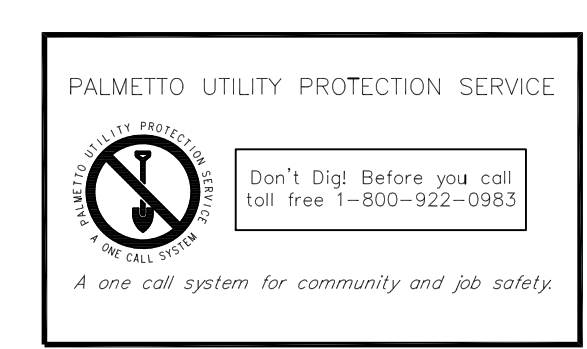 PALMETTO UTILITY PROTECTION SERVICE
PALMETTO UTILITY PROTECTION SERVICE
A ONE CALL SYSTEM
Don't Dig! Before you call
toll free 1-800-922-0983
A one call system for community and job safety.